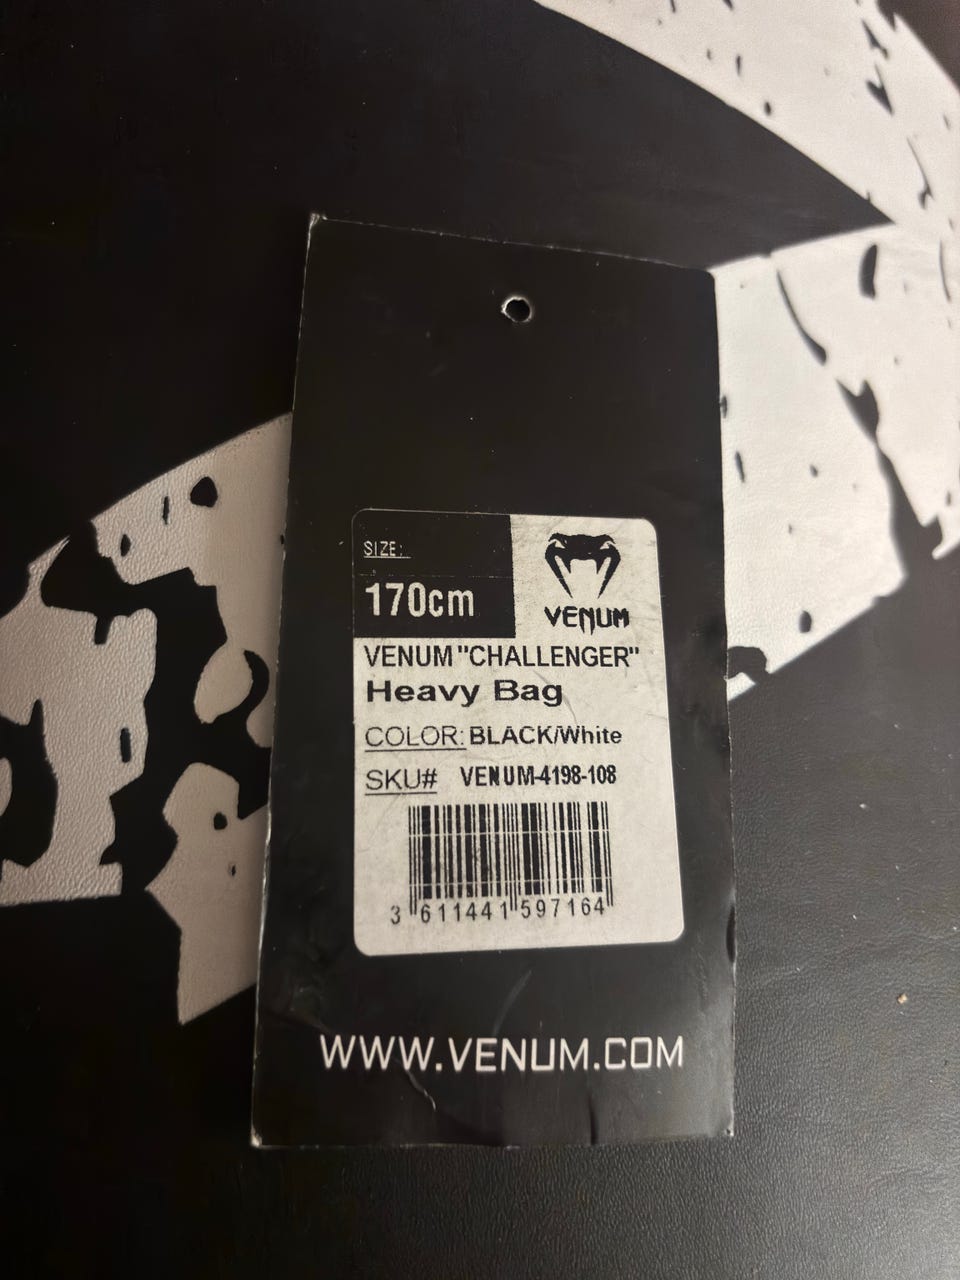 SIZE:
170cm
VENUM
VENUM "CHALLENGER"
Heavy Bag
COLOR: BLACK/White
SKU# VENUM-4198-108
3 611441 597164
WWW.VENUM.COM